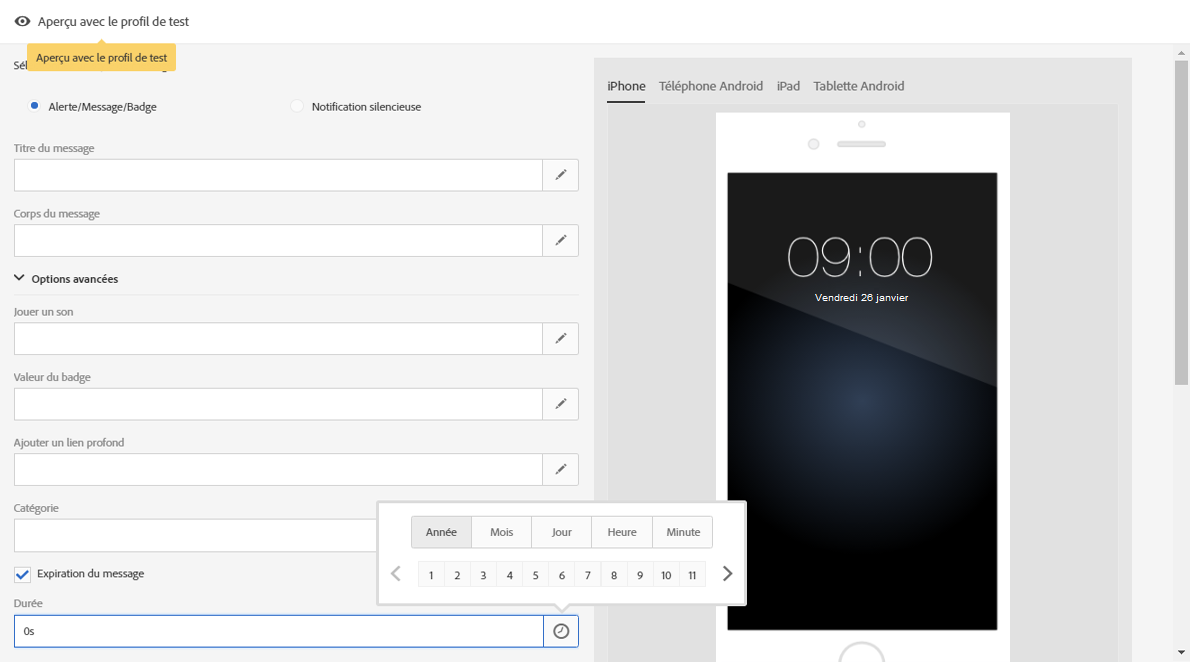 Aperçu avec le profil de test
Aperçu avec le profil de test
Alerte/Message/Badge
Notification silencieuse
Titre du message
Corps du message
Options avancées
Jouer un son
Valeur du badge
Ajouter un lien profond
Catégorie
Année Mois Jour Heure Minute
1 2 3 4 5 6 7 8 9 10 11
Expiration du message
Durée
0s
iPhone Téléphone Android iPad Tablette Android
09:00
Vendredi 26 janvier